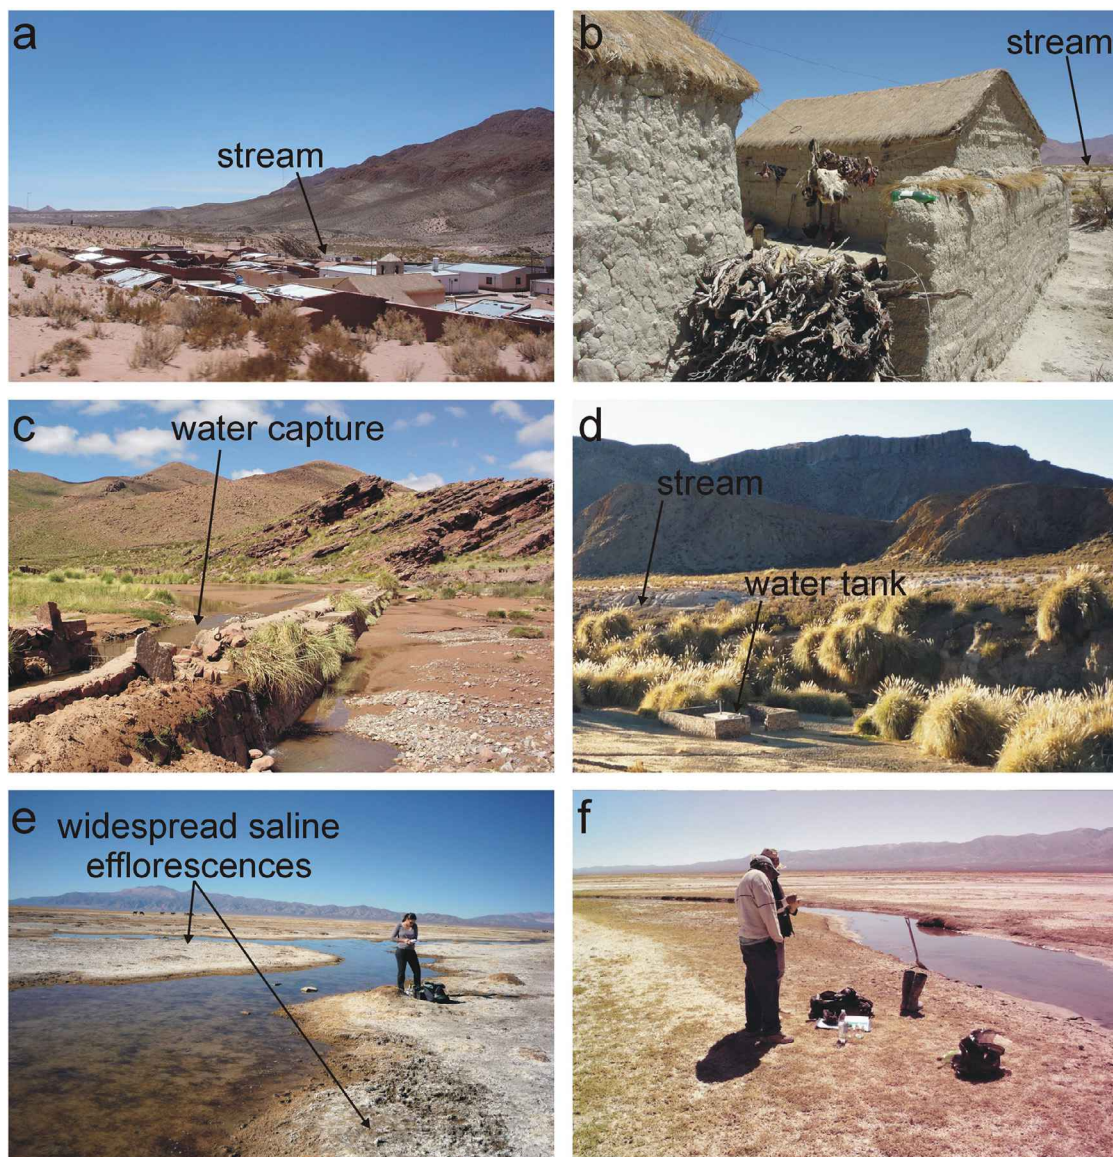 a
stream
b
stream
c
water capture
d
stream
water tank
e
widespread saline
efflorescences
f